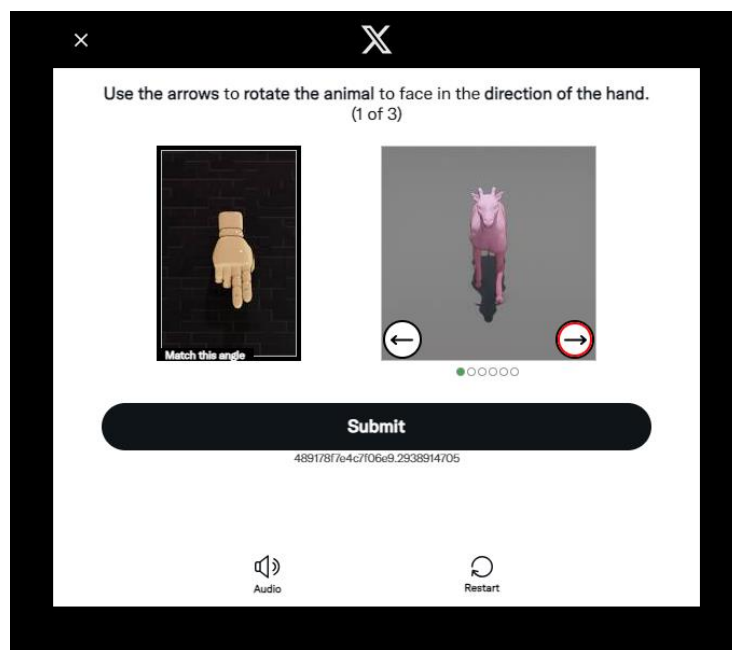 Use the arrows to rotate the animal to face in the direction of the hand.
(1 of 3)
Match this angle
Submit
489178f7e4c7f06e9.2938914705
Audio
Restart